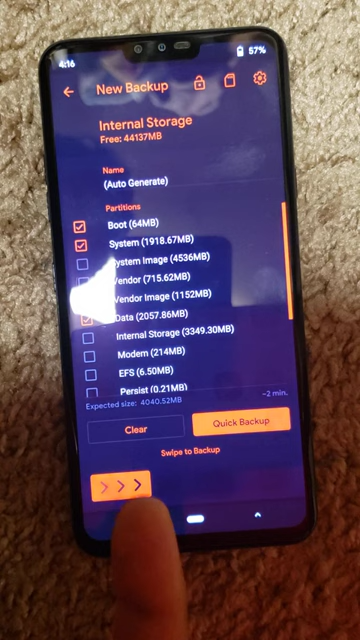 4:16
57%
New Backup
Internal Storage
Free: 44137MB
Name
(Auto Generate)
Partitions
Boot (64MB)
System (1918.67MB)
System Image (4536MB)
Vendor (715.62MB)
Vendor Image (1152MB)
Data (2057.86MB)
Internal Storage (3349.30MB)
Modem (214MB)
EFS (6.50MB)
Persist (0.21MB)
Expected size: 4040.52MB
~2 min.
Clear
Quick Backup
Swipe to Backup